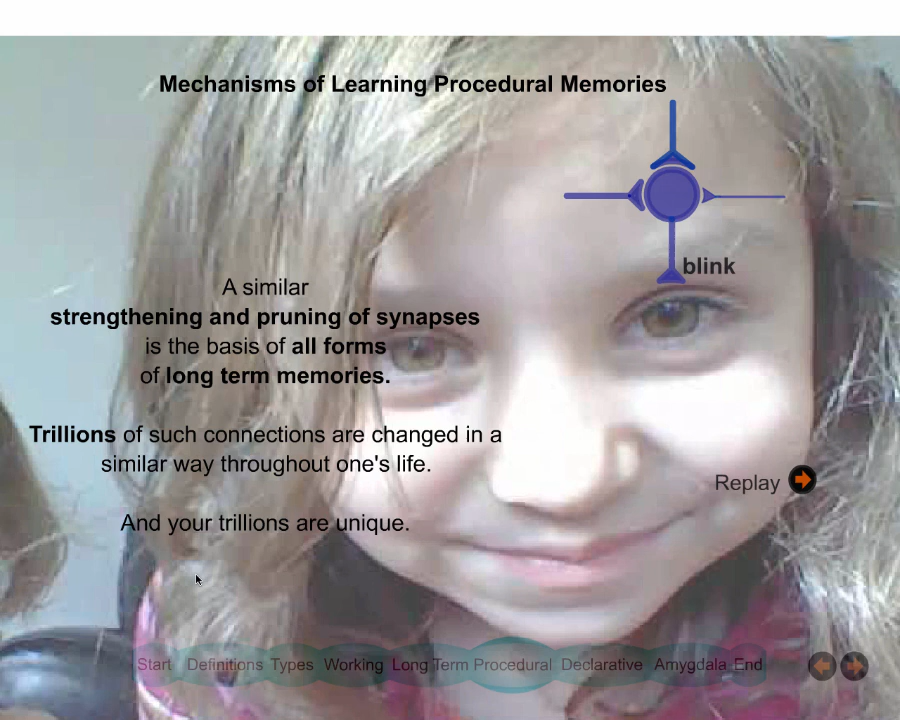 Mechanisms of Learning Procedural Memories
blink
A similar
strengthening and pruning of synapses
is the basis of all forms
of long term memories.
Trillions of such connections are changed in a
similar way throughout one's life.
Replay
And your trillions are unique.
Start Definitions Types Working Long Term Procedural Declarative Amygdala End